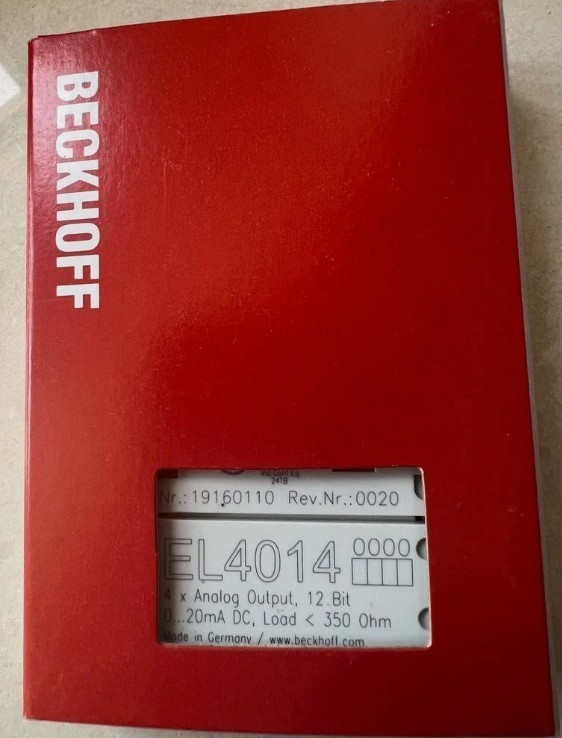 BECKHOFF
24TB
Nr.:19160110 Rev.Nr.:0020
EL4014
0000
4 x Analog Output, 12 Bit
0...20mA DC, Load < 350 Ohm
Made in Germany / www.beckhoff.com